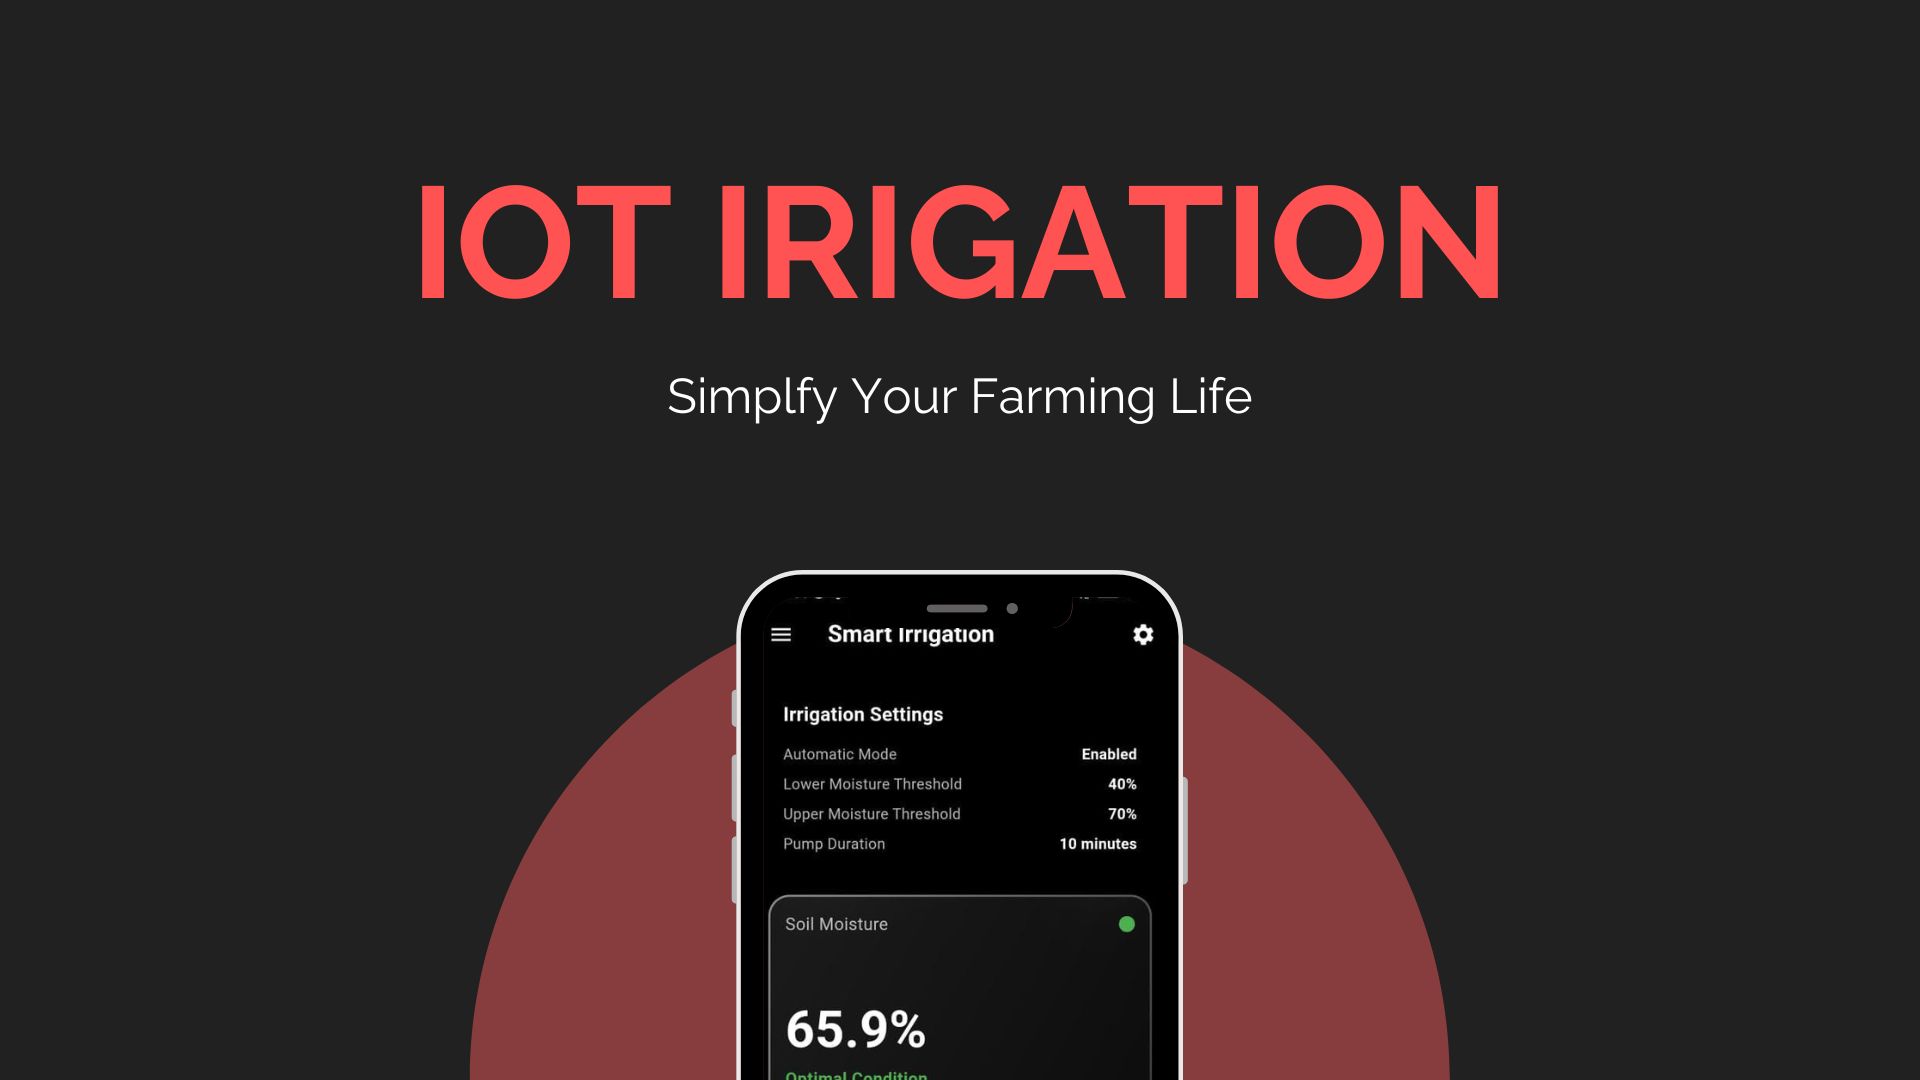 IOT IRIGATION
Simplfy Your Farming Life
Smart Irrigation
Irrigation Settings
Automatic Mode Enabled
Lower Moisture Threshold 40%
Upper Moisture Threshold 70%
Pump Duration 10 minutes
Soil Moisture
65.9%
Optimal Condition